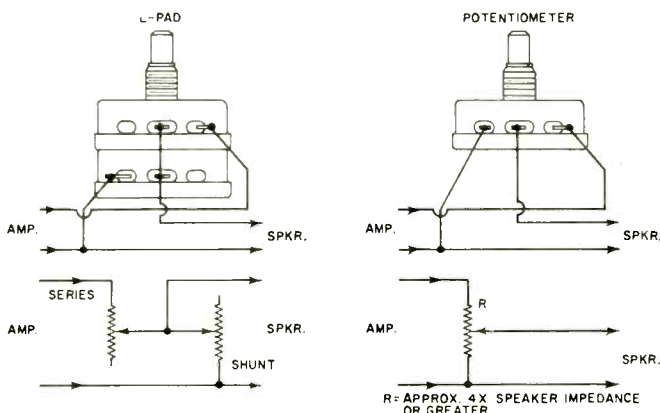 L-PAD
POTENTIOMETER
AMP.
SPKR.
AMP.
SPKR.
SERIES
AMP.
SPKR.
SHUNT
R
AMP.
SPKR.
R= APPROX. 4X SPEAKER IMPEDANCE
OR GREATER